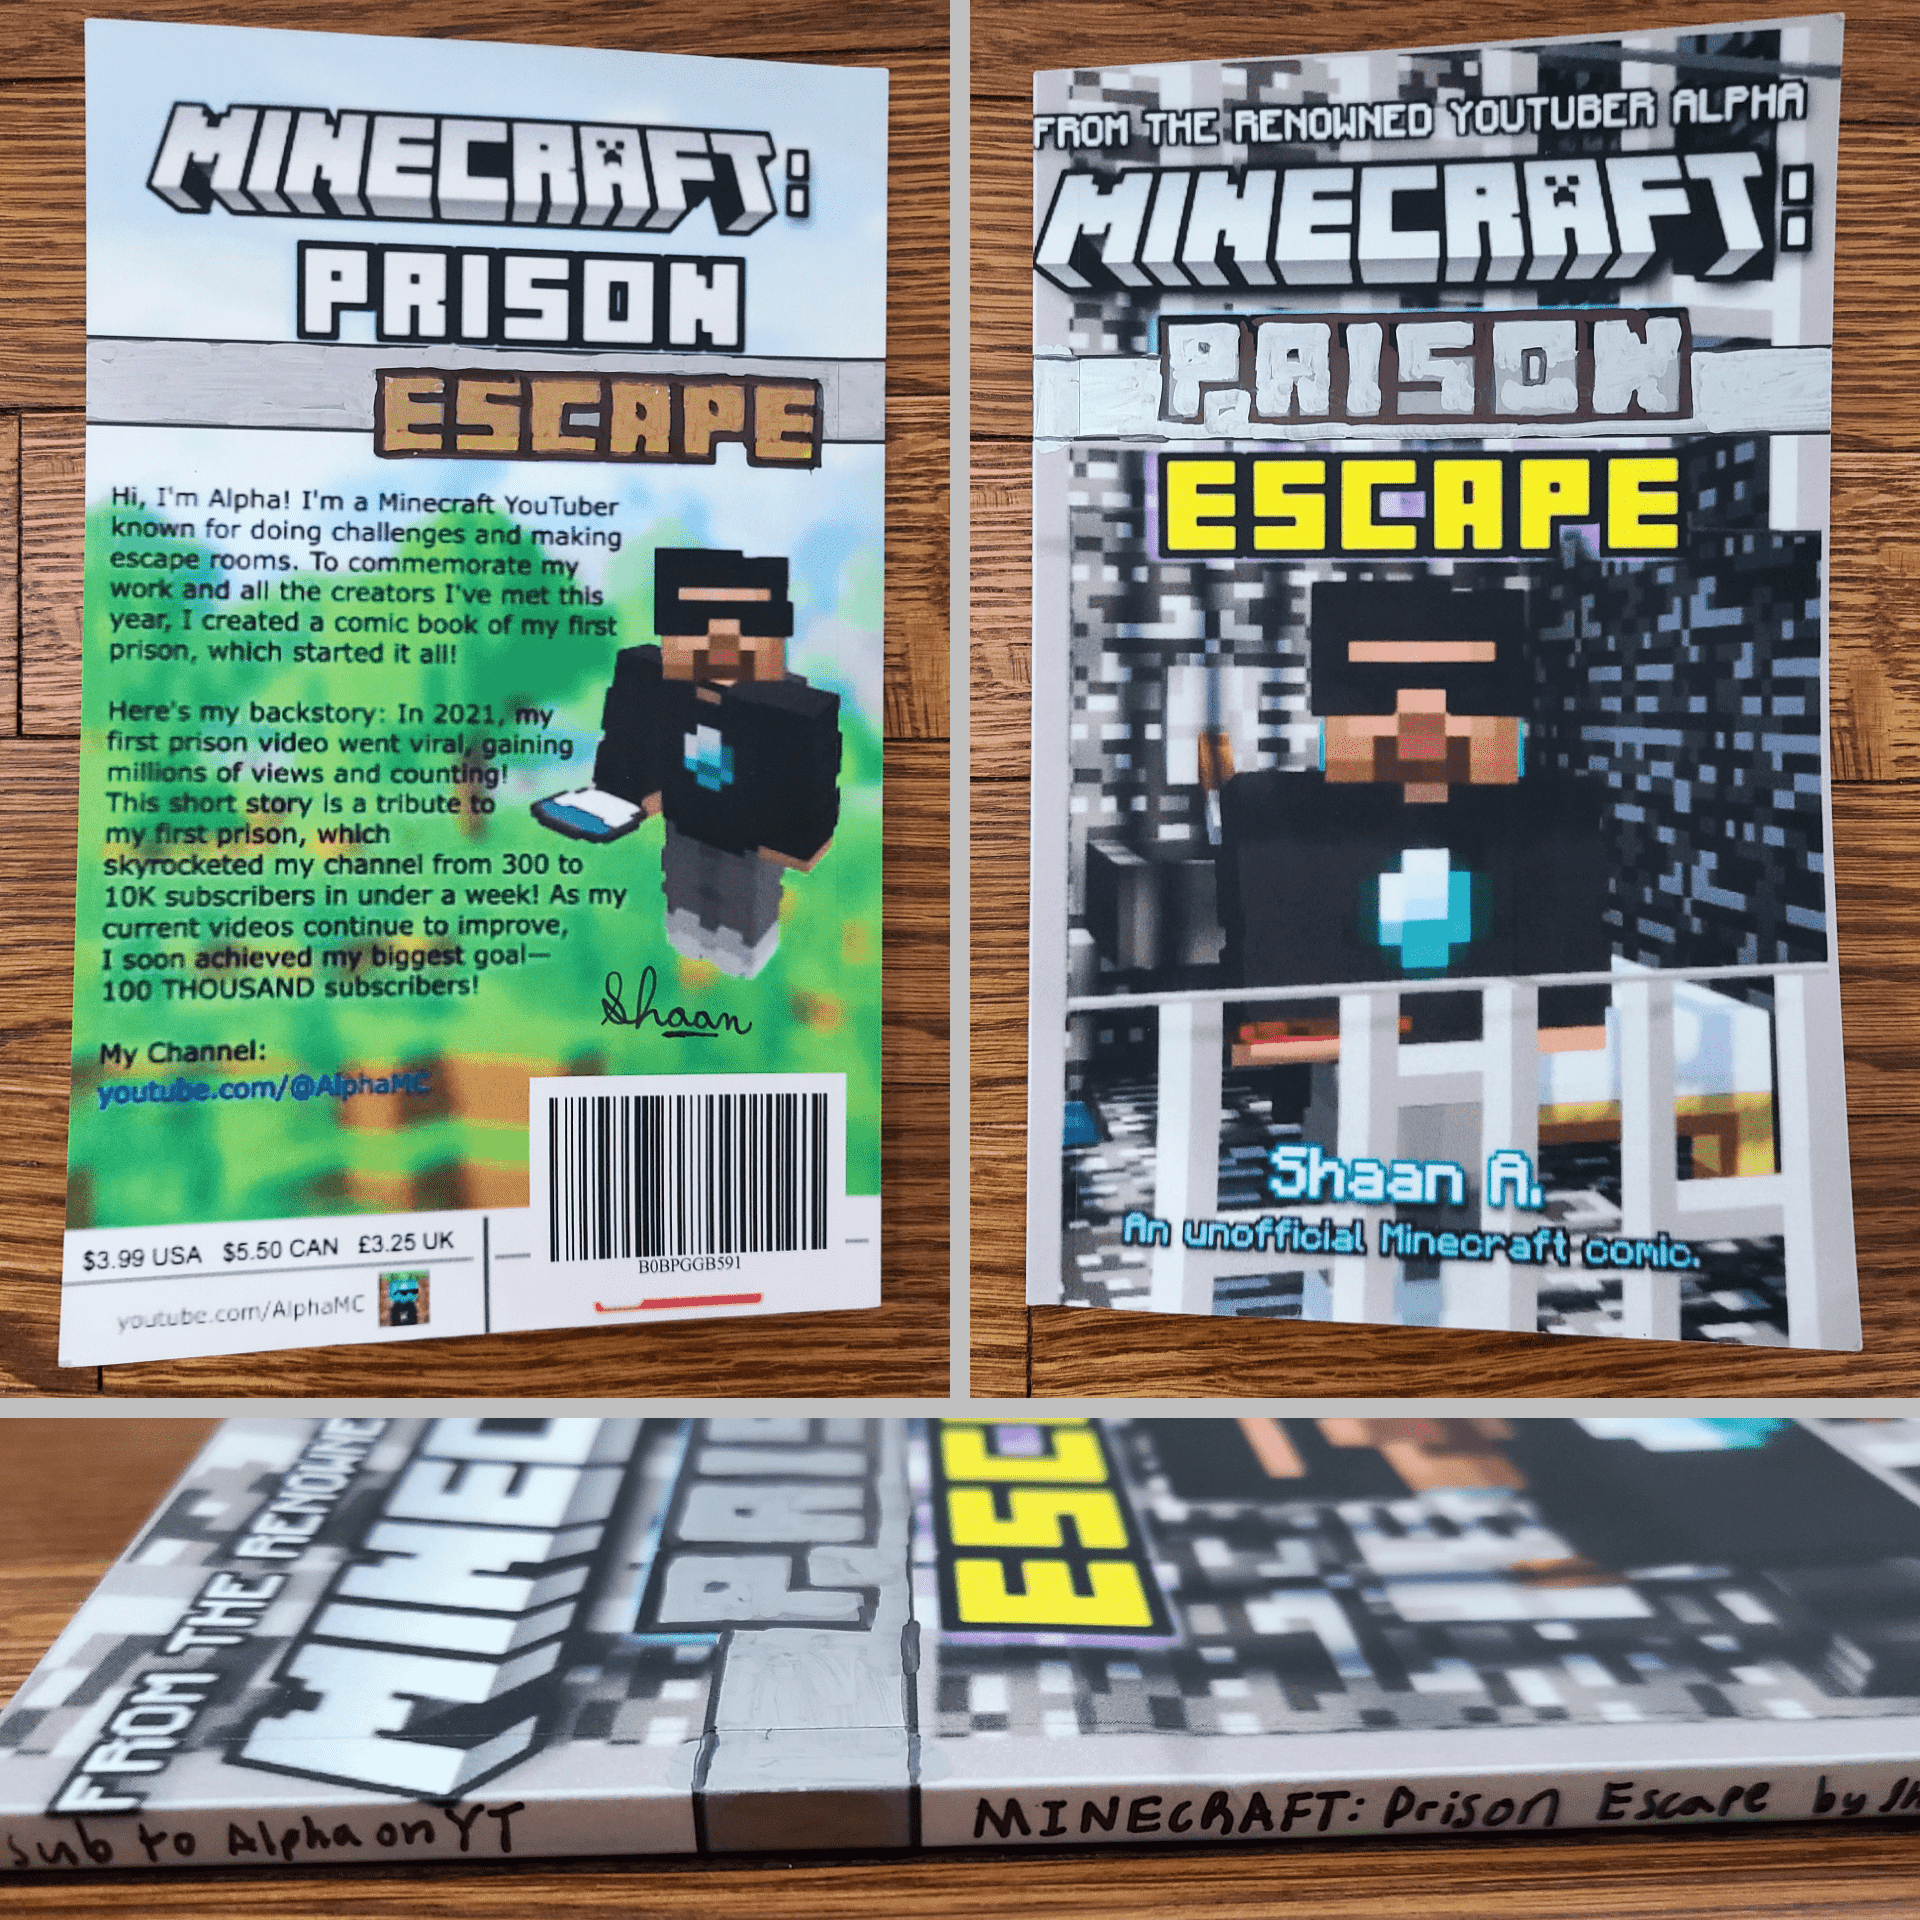 MINECRAFT:
PRISON
ESCAPE
Hi, I'm Alpha! I'm a Minecraft YouTuber
known for doing challenges and making
escape rooms. To commemorate my
work and all the creators I've met this
year, I created a comic book of my first
prison, which started it all!
Here's my backstory: In 2021, my
first prison video went viral, gaining
millions of views and counting!
This short story is a tribute to
my first prison, which
skyrocketed my channel from 300 to
10K subscribers in under a week! As my
current videos continue to improve,
I soon achieved my biggest goal—
100 THOUSAND subscribers!
Shaan
My Channel:
youtube.com/@AlphaMC
$3.99 USA $5.50 CAN £3.25 UK
B0BPGGB591
youtube.com/AlphaMC
FROM THE RENOWNED YOUTUBER ALPHA
MINECRAFT:
PRISON
ESCAPE
Shaan A.
An unofficial Minecraft comic.
FROM THE RENOWNE
MINEC
PRIS
ESC
Sub to Alpha on YT
MINECRAFT: Prison Escape by Sh